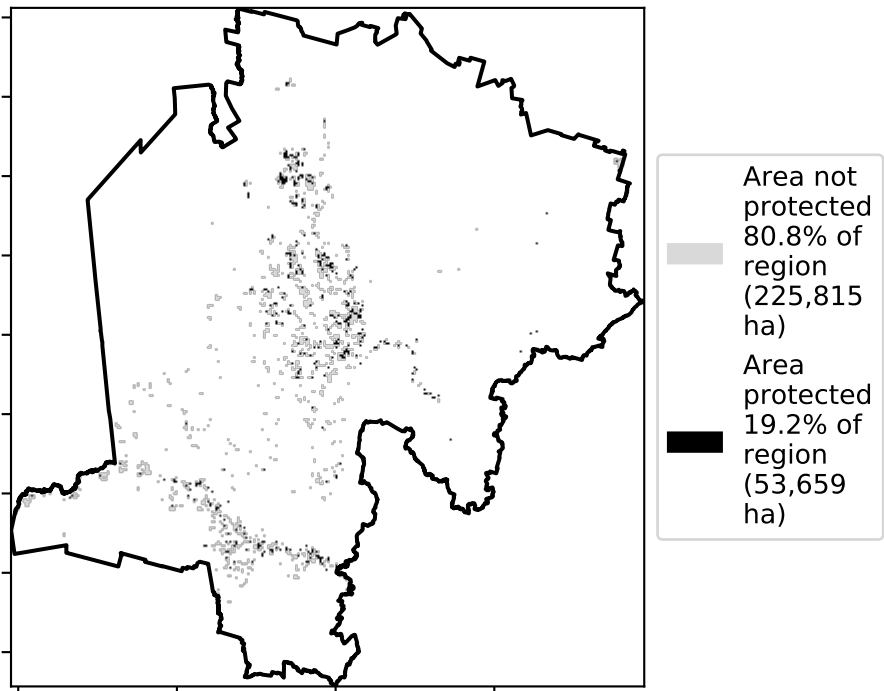 Area not
protected
80.8% of
region
(225,815
ha)
Area
protected
19.2% of
region
(53,659
ha)